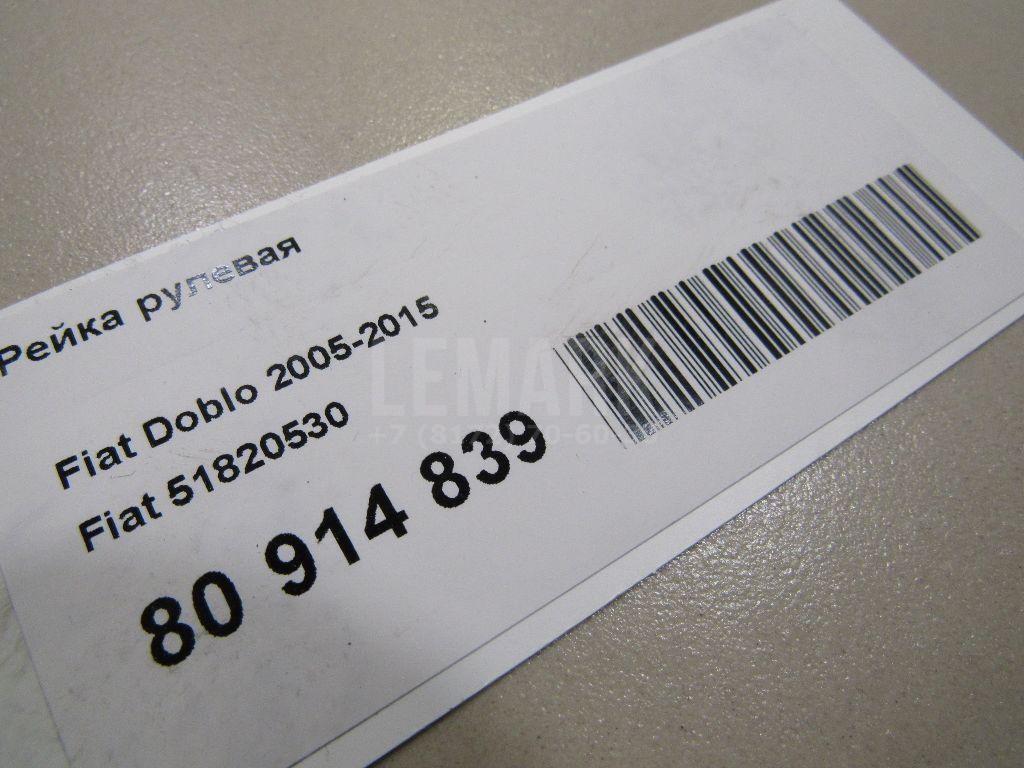 Рейка рулевая
Fiat Doblo 2005-2015
Fiat 51820530
80 914 839